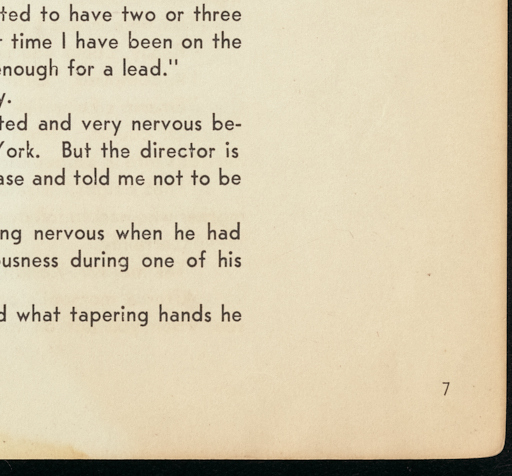 ted to have two or three
time I have been on the
enough for a lead."
y.
ted and very nervous be-
York. But the director is
ase and told me not to be
ng nervous when he had
ousness during one of his
d what tapering hands he
7